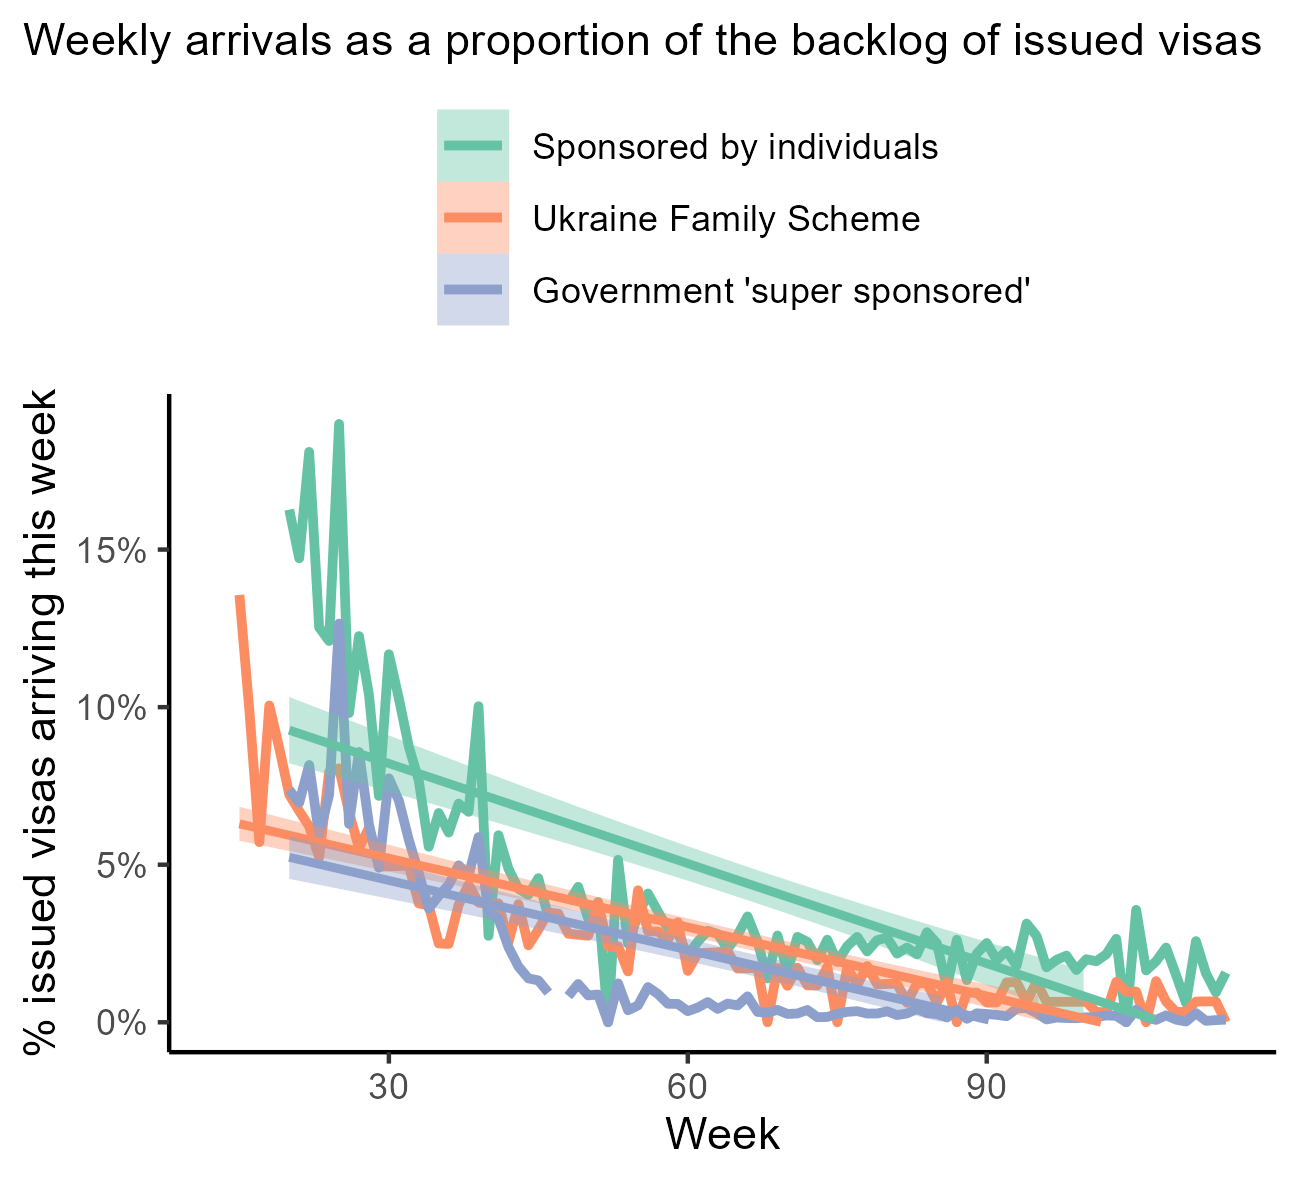 Weekly arrivals as a proportion of the backlog of issued visas
Sponsored by individuals
Ukraine Family Scheme
Government 'super sponsored'
% issued visas arriving this week
15%
10%
5%
0%
30
60
90
Week